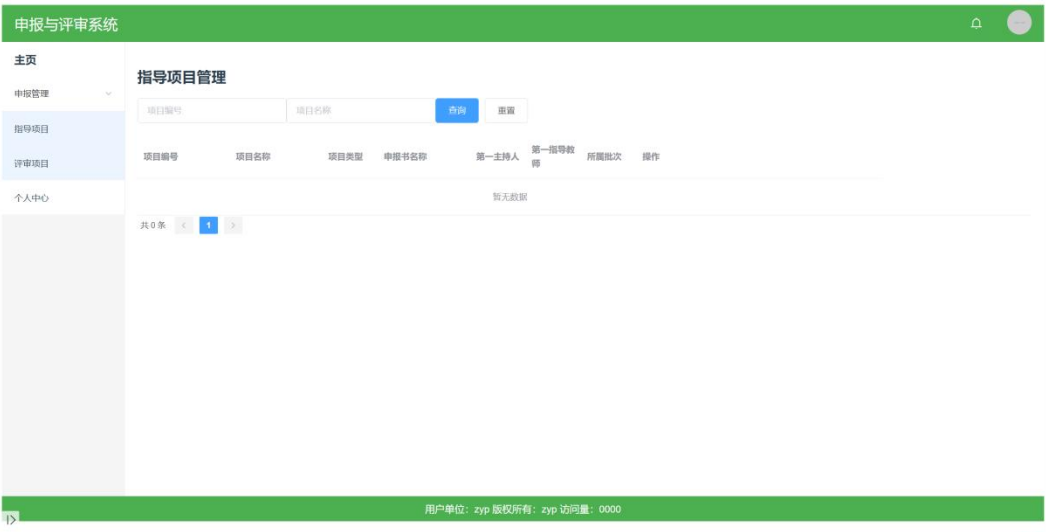 申报与评审系统
主页
申报管理
指导项目
评审项目
个人中心
指导项目管理
项目编号 项目名称 查询 重置
项目编号 项目名称 项目类型 申报书名称 第一主持人 第一指导教师 所属批次 操作
暂无数据
共 0 条 < 1 >
用户单位：zyp 版权所有：zyp 访问量：0000